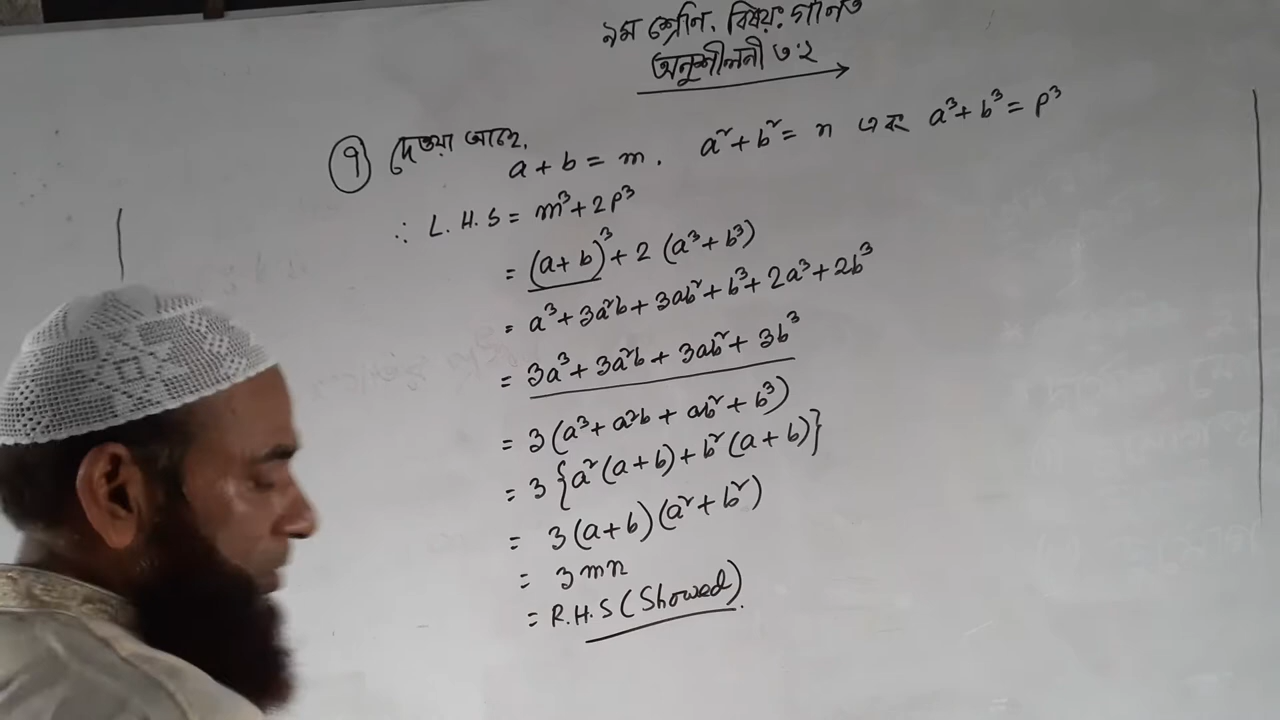 ৯ম শ্রেনি. বিষয়: গনিত
অনুশীলনী ৩.২
৭ দেওয়া আছে,
a + b = m. a² + b² = n এবং a³ + b³ = p³
∴ L.H.S = m³ + 2p³
= (a + b)³ + 2 (a³ + b³)
= a³ + 3a²b + 3ab² + b³ + 2a³ + 2b³
= 3a³ + 3a²b + 3ab² + 3b³
= 3 (a³ + a²b + ab² + b³)
= 3 {a² (a + b) + b² (a + b)}
= 3 (a + b) (a² + b²)
= 3mn
= R.H.S (Showed).